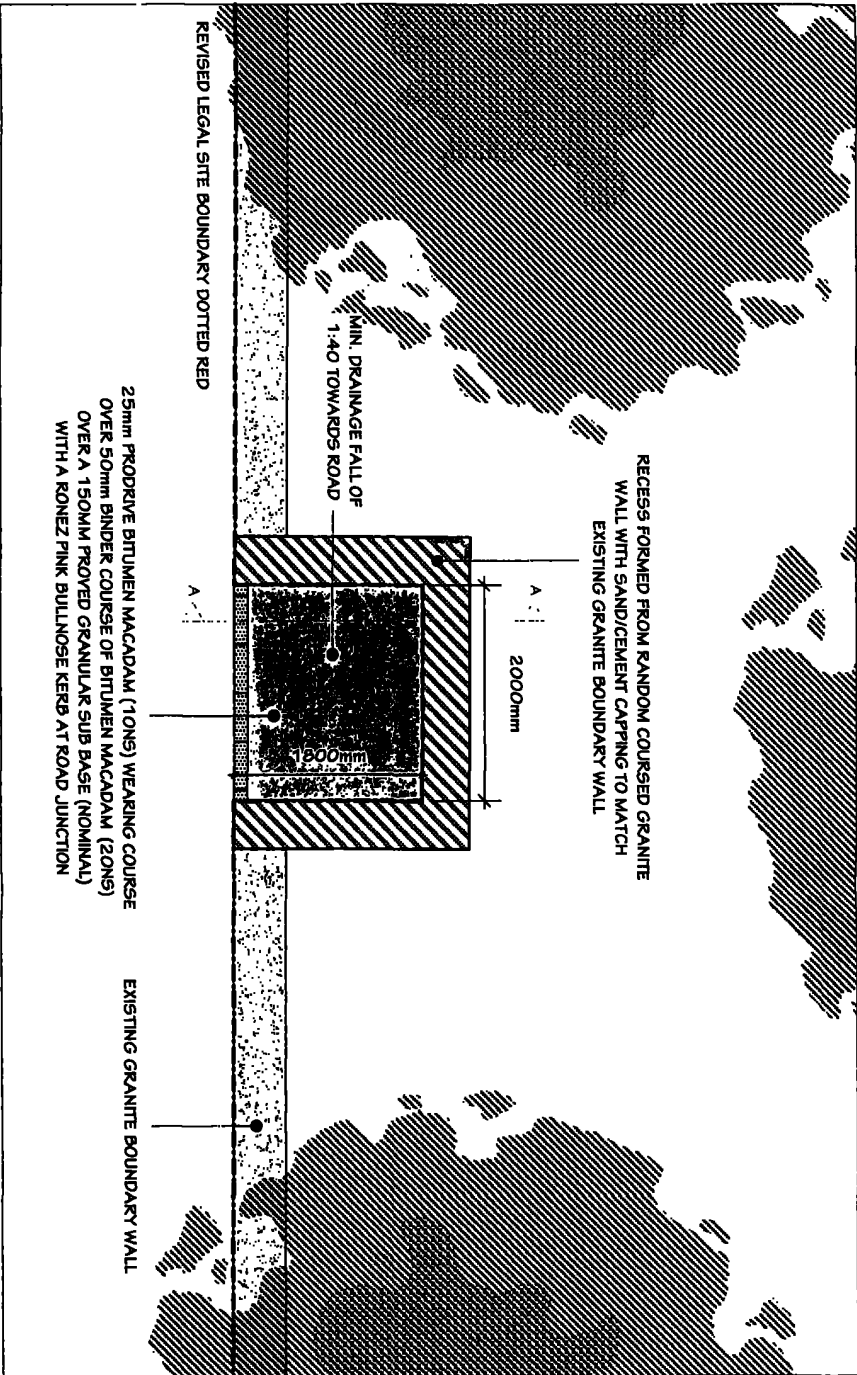 RECESS FORMED FROM RANDOM COURSED GRANITE
WALL WITH SAND/CEMENT CAPPING TO MATCH
EXISTING GRANITE BOUNDARY WALL
A
2000mm
MIN. DRAINAGE FALL OF
1:40 TOWARDS ROAD
1800mm
A
REVISED LEGAL SITE BOUNDARY DOTTED RED
25mm PRODRIVE BITUMEN MACADAM (10NS) WEARING COURSE
OVER 50mm BINDER COURSE OF BITUMEN MACADAM (20NS)
OVER A 150MM PROVED GRANULAR SUB BASE (NOMINAL)
WITH A RONEZ PINK BULLNOSE KERB AT ROAD JUNCTION
EXISTING GRANITE BOUNDARY WALL